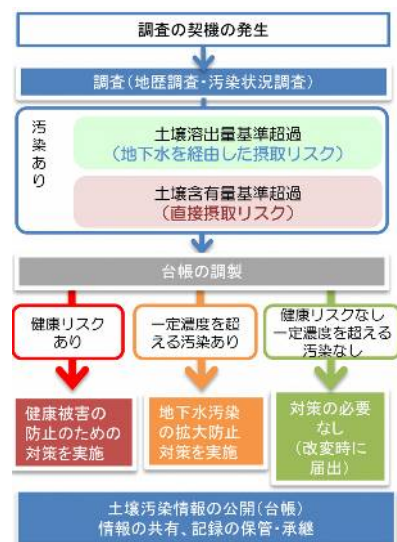 調査の契機の発生
調査(地歴調査・汚染状況調査)
汚染あり
土壌溶出量基準超過
(地下水を経由した摂取リスク)
土壌含有量基準超過
(直接摂取リスク)
台帳の調製
健康リスク
あり
一定濃度を超
える汚染あり
健康リスクなし
一定濃度を超える
汚染なし
健康被害の
防止のための
対策を実施
地下水汚染
の拡大防止
対策を実施
対策の必要
なし
(改変時に
届出)
土壌汚染情報の公開(台帳)
情報の共有、記録の保管・承継